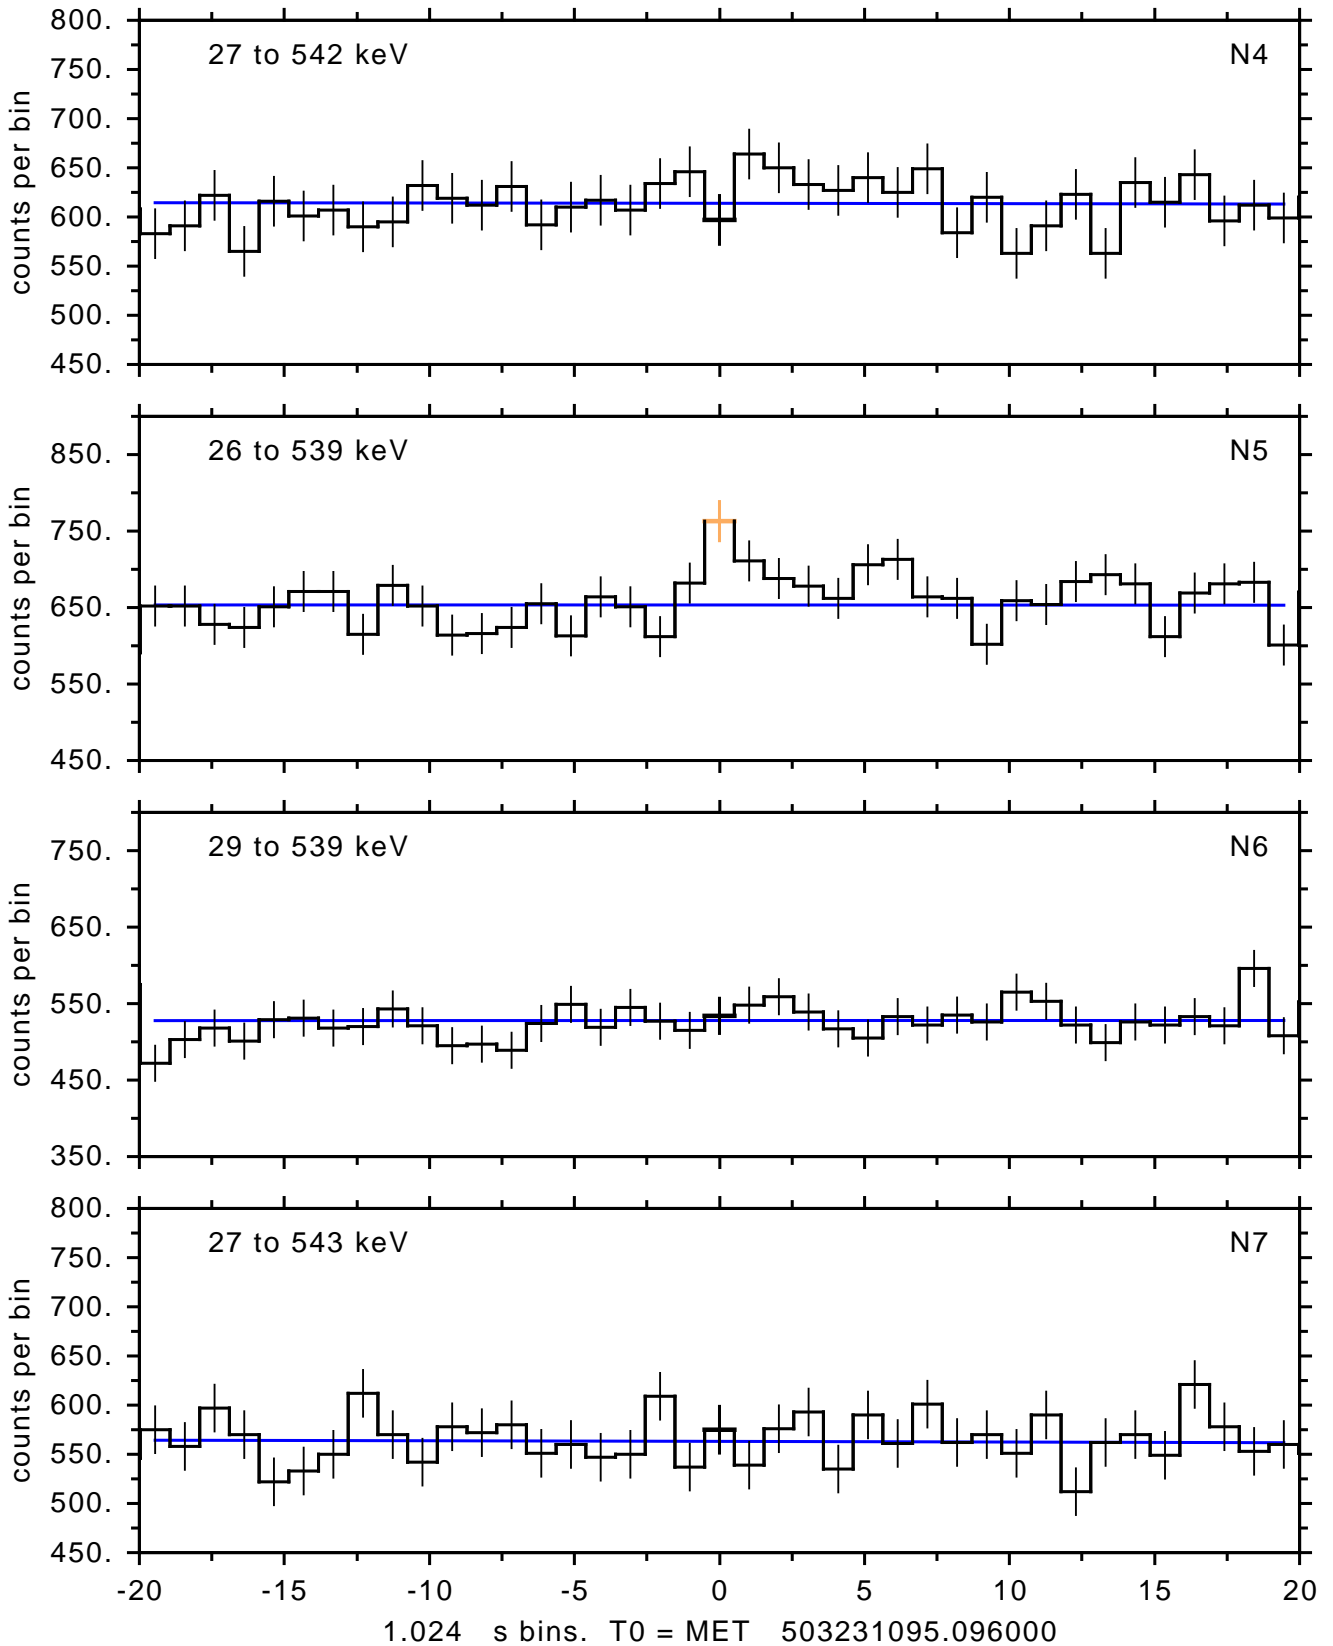 800.
27 to 542 keV N4
750.
700.
650.
600.
550.
500.
450.
counts per bin
26 to 539 keV N5
850.
750.
650.
550.
450.
counts per bin
29 to 539 keV N6
750.
650.
550.
450.
350.
counts per bin
800.
27 to 543 keV N7
750.
700.
650.
600.
550.
500.
450.
counts per bin
-20 -15 -10 -5 0 5 10 15 20
1.024 s bins. T0 = MET 503231095.096000